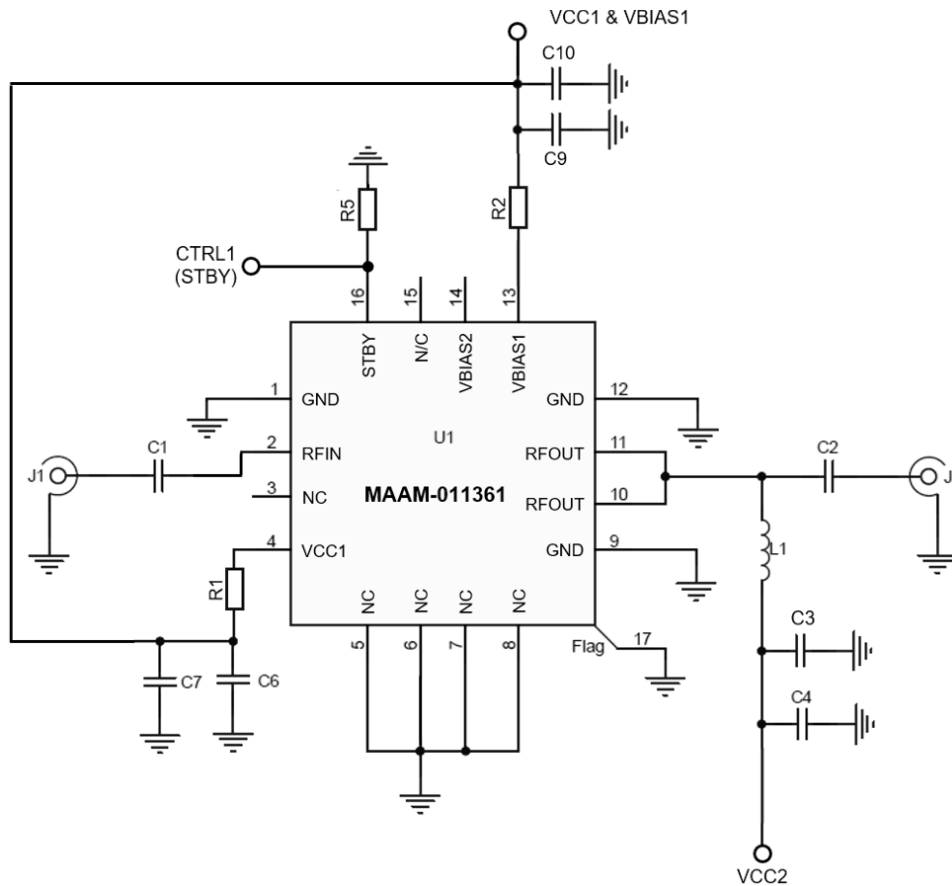 VCC1 & VBIAS1
C10
C9
R5
R2
CTRL1
(STBY)
16
15
14
13
STBY
N/C
VBIAS2
VBIAS1
1
GND
GND
12
U1
C1
2
RFIN
RFOUT
11
C2
J1
J
3
NC
MAAM-011361
RFOUT
10
4
VCC1
GND
9
L1
R1
NC
NC
NC
NC
5
6
7
8
Flag
17
C3
C7
C6
C4
VCC2